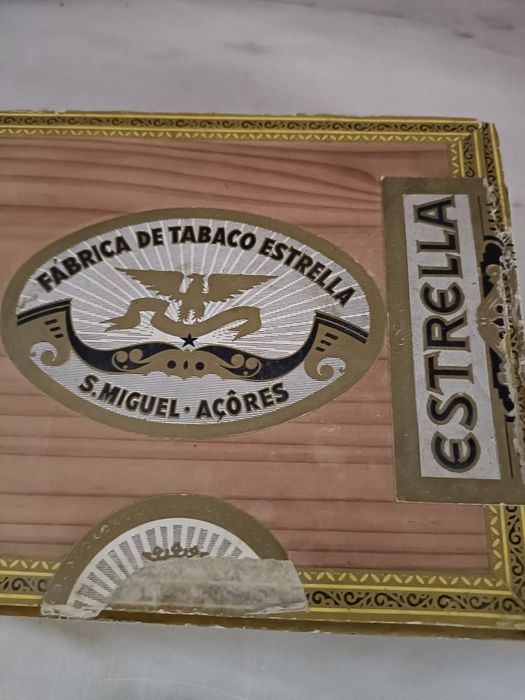 FÁBRICA DE TABACO ESTRELLA
S. MIGUEL · AÇÔRES
ESTRELLA